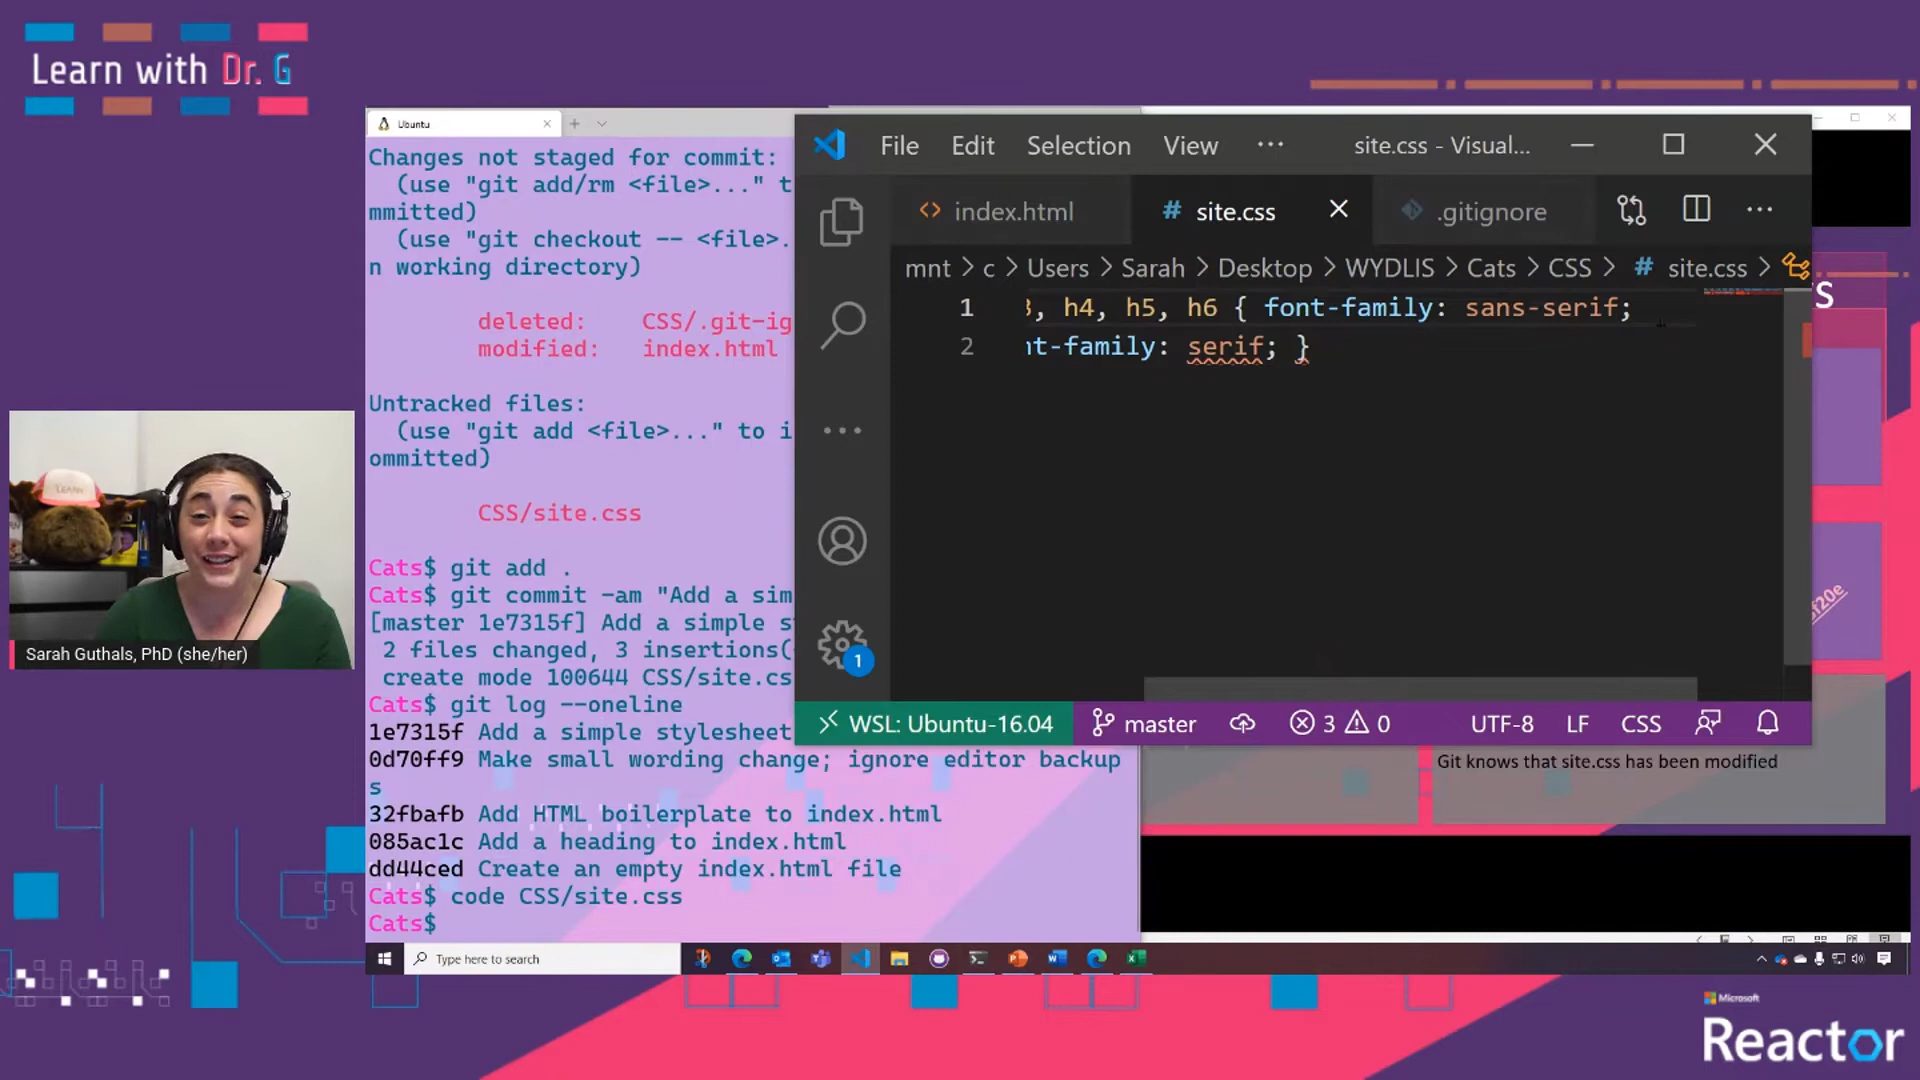 Learn with Dr. G
Ubuntu
Changes not staged for commit:
(use "git add/rm <file>..." t
mmitted)
(use "git checkout -- <file>.
n working directory)
deleted: CSS/.git-ig
modified: index.html
Untracked files:
(use "git add <file>..." to i
ommitted)
CSS/site.css
Cats$ git add .
Cats$ git commit -am "Add a sim
[master 1e7315f] Add a simple s
2 files changed, 3 insertions(
create mode 100644 CSS/site.cs
Cats$ git log --oneline
1e7315f Add a simple stylesheet
0d70ff9 Make small wording change; ignore editor backup
s
32fbafb Add HTML boilerplate to index.html
085ac1c Add a heading to index.html
dd44ced Create an empty index.html file
Cats$ code CSS/site.css
Cats$
File Edit Selection View ··· site.css - Visual...
index.html site.css .gitignore
mnt > c > Users > Sarah > Desktop > WYDLIS > Cats > CSS > # site.css >
1 3, h4, h5, h6 { font-family: sans-serif;
2 nt-family: serif; }
1
WSL: Ubuntu-16.04 master 3 0 UTF-8 LF CSS
Git knows that site.css has been modified
LEARN
Sarah Guthals, PhD (she/her)
Type here to search
Microsoft
Reactor